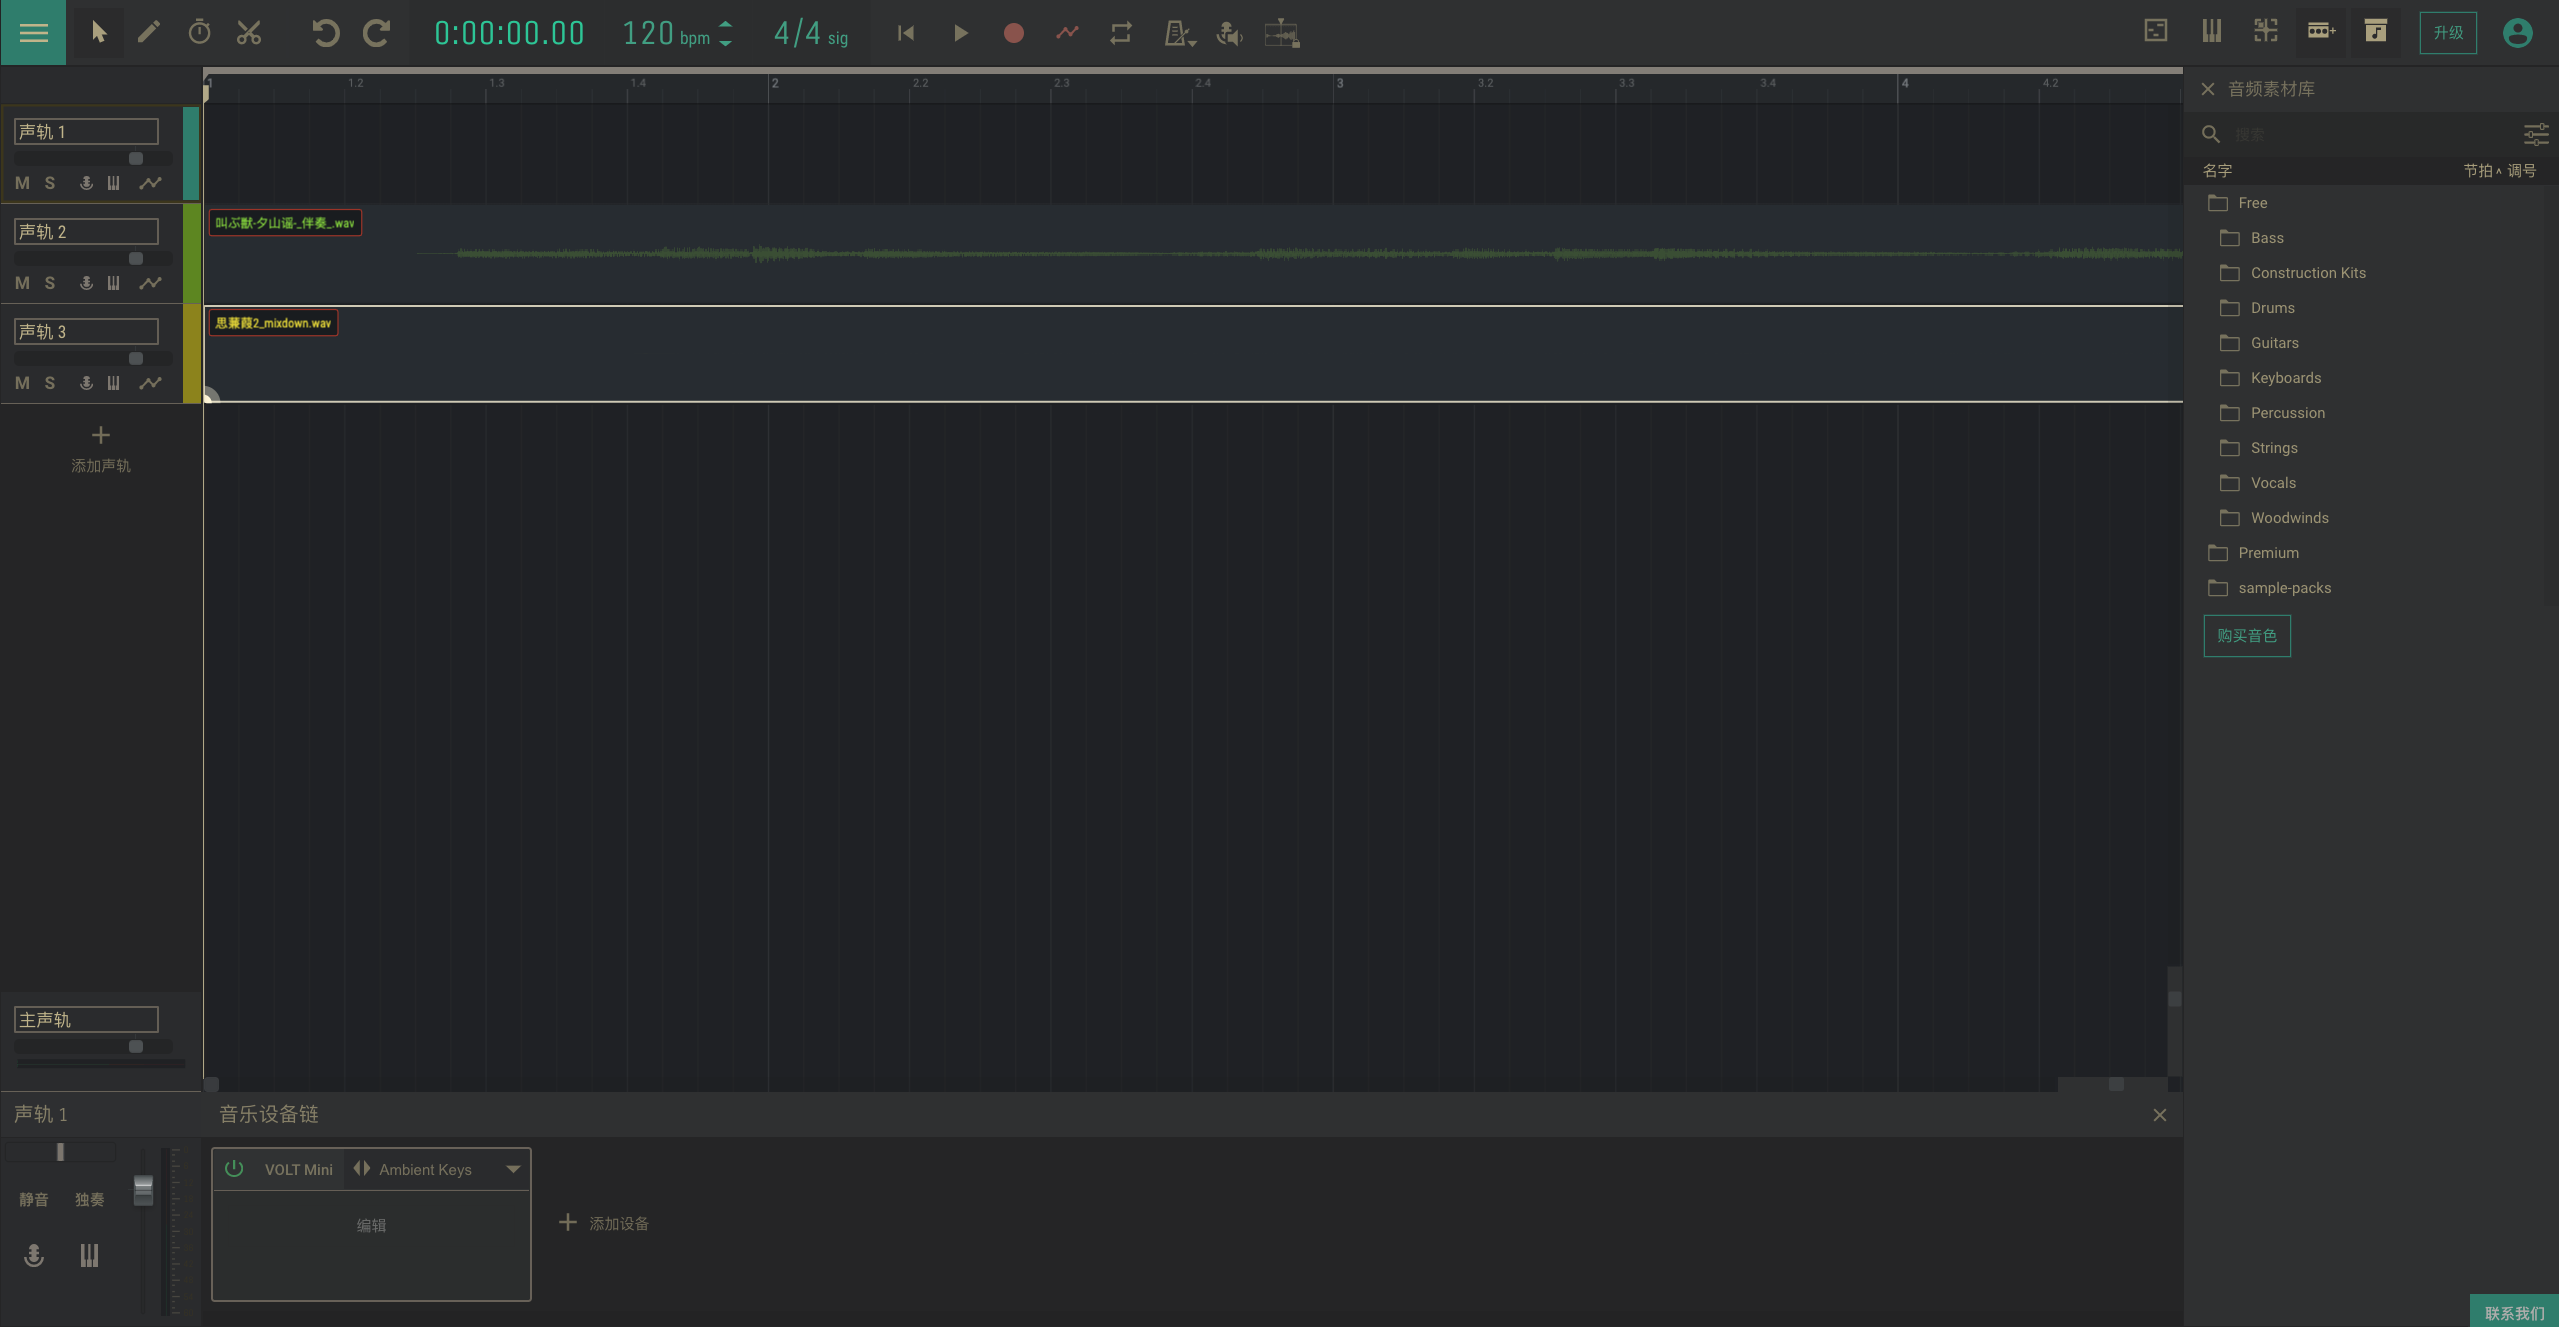 0:00:00.00
120 bpm
4/4 sig
升级
1 1.2 1.3 1.4 2 2.2 2.3 2.4 3 3.2 3.3 3.4 4 4.2
声轨 1
M S
声轨 2
M S
声轨 3
M S
添加声轨
叫ぶ獣-夕山谣-_伴奏_.wav
思蒹葭2_mixdown.wav
音频素材库
搜索
名字 节拍 ^ 调号
Free
Bass
Construction Kits
Drums
Guitars
Keyboards
Percussion
Strings
Vocals
Woodwinds
Premium
sample-packs
购买音色
主声轨
声轨 1
静音 独奏
音乐设备链
VOLT Mini Ambient Keys
编辑
添加设备
联系我们